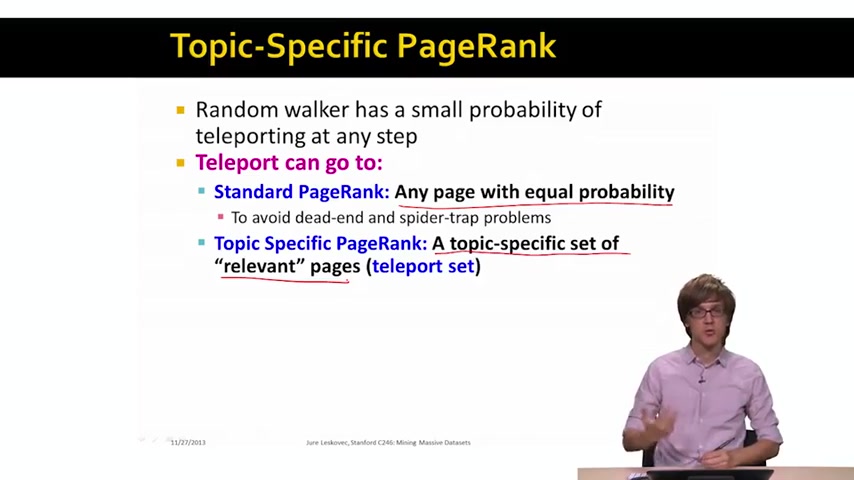 Topic-Specific PageRank
▪ Random walker has a small probability of
teleporting at any step
▪ Teleport can go to:
▪ Standard PageRank: Any page with equal probability
▪ To avoid dead-end and spider-trap problems
▪ Topic Specific PageRank: A topic-specific set of
“relevant” pages (teleport set)
11/27/2013 Jure Leskovec, Stanford C246: Mining Massive Datasets